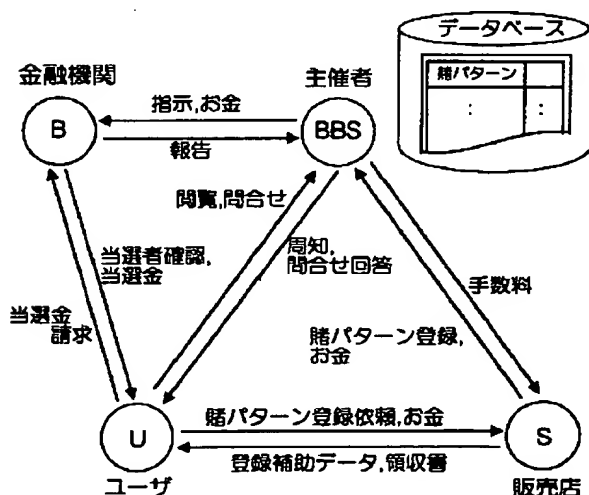 データベース
賭パターン
:
:
金融機関
B
主催者
BBS
指示,お金
報告
閲覧,問合せ
周知,
問合せ回答
当選者確認,
当選金
当選金
請求
手数料
賭パターン登録,
お金
U
ユーザ
賭パターン登録依頼,お金
登録補助データ,領収書
S
販売店